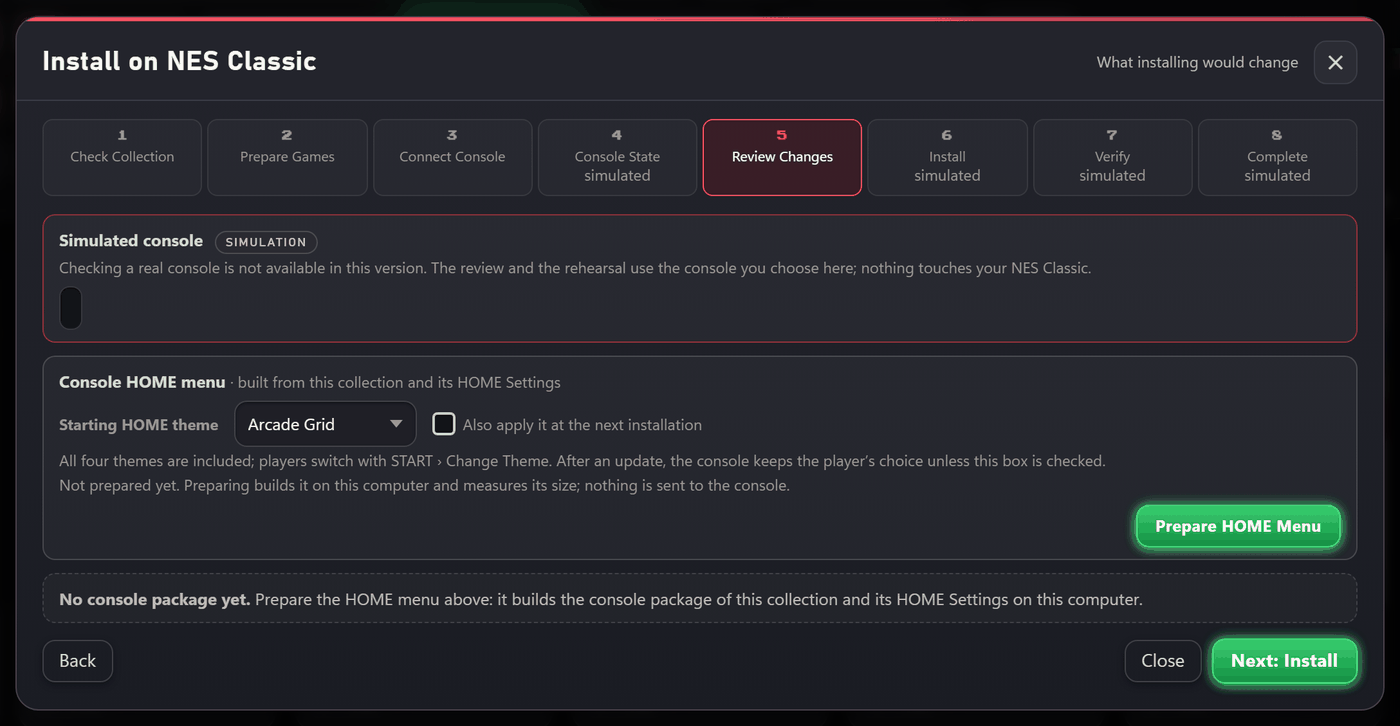 Install on NES Classic
What installing would change
1
Check Collection
2
Prepare Games
3
Connect Console
4
Console State
simulated
5
Review Changes
6
Install
simulated
7
Verify
simulated
8
Complete
simulated
Simulated console SIMULATION
Checking a real console is not available in this version. The review and the rehearsal use the console you choose here; nothing touches your NES Classic.
Console HOME menu · built from this collection and its HOME Settings
Starting HOME theme Arcade Grid Also apply it at the next installation
All four themes are included; players switch with START › Change Theme. After an update, the console keeps the player's choice unless this box is checked.
Not prepared yet. Preparing builds it on this computer and measures its size; nothing is sent to the console.
Prepare HOME Menu
No console package yet. Prepare the HOME menu above: it builds the console package of this collection and its HOME Settings on this computer.
Back
Close
Next: Install